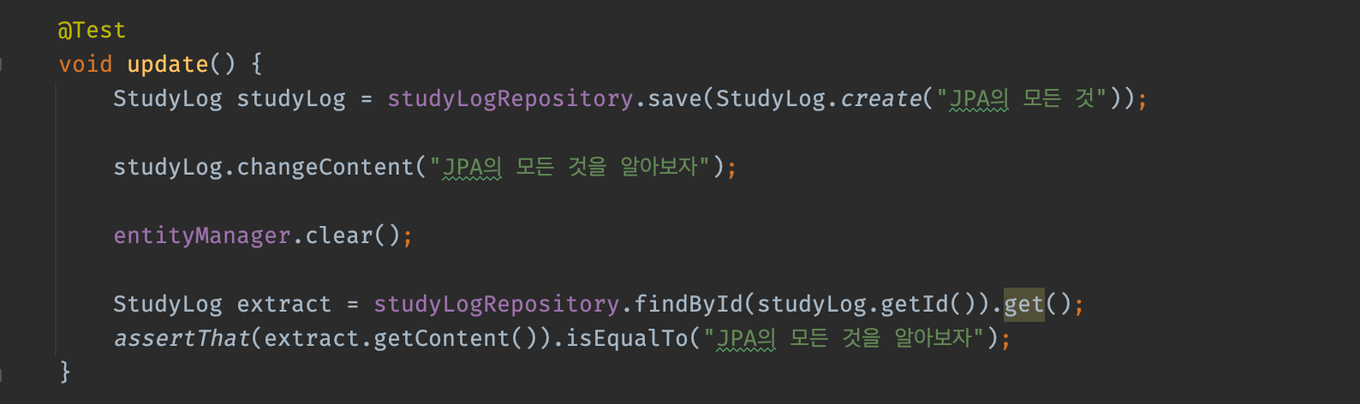 @Test
void update() {
StudyLog studyLog = studyLogRepository.save(StudyLog.create("JPA의 모든 것"));
studyLog.changeContent("JPA의 모든 것을 알아보자");
entityManager.clear();
StudyLog extract = studyLogRepository.findById(studyLog.getId()).get();
assertThat(extract.getContent()).isEqualTo("JPA의 모든 것을 알아보자");
}